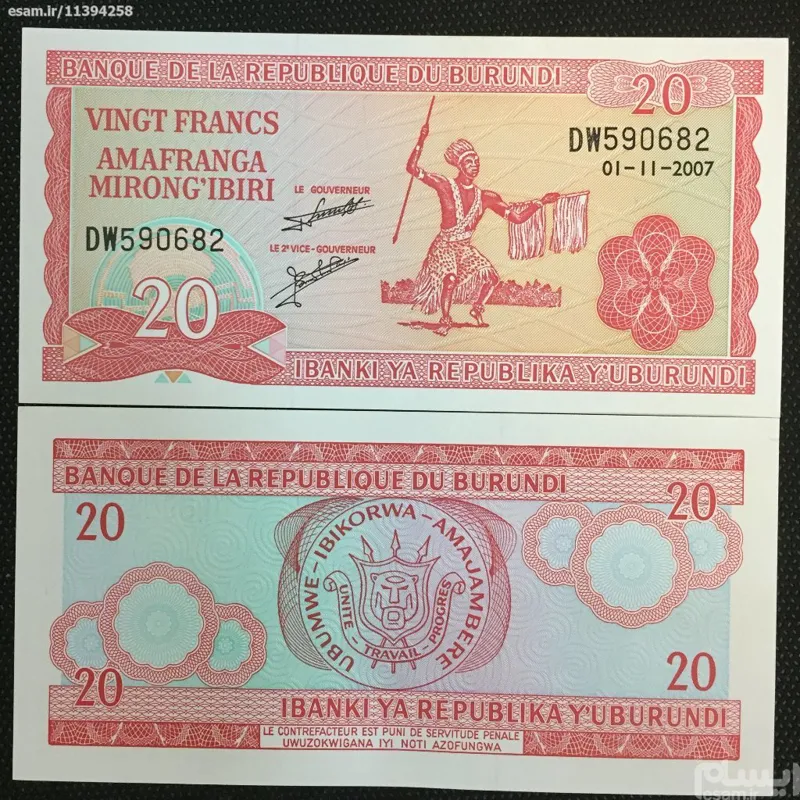 esam.ir/11394258
BANQUE DE LA REPUBLIQUE DU BURUNDI
20
VINGT FRANCS
AMAFRANGA
MIRONG'IBIRI
DW590682
01-11-2007
LE GOUVERNEUR
DW590682
LE 2e VICE-GOUVERNEUR
20
IBANKI YA REPUBLIKA Y'UBURUNDI
BANQUE DE LA REPUBLIQUE DU BURUNDI
20
20
UBUMWE-IBIKORWA-AMAJAMBERE
UNITE - TRAVAIL - PROGRES
20
20
IBANKI YA REPUBLIKA Y'UBURUNDI
LE CONTREFACTEUR EST PUNI DE SERVITUDE PENALE
UWUZOKWIGANA IYI NOTI AZOFUNGWA
ایسام
esam.ir